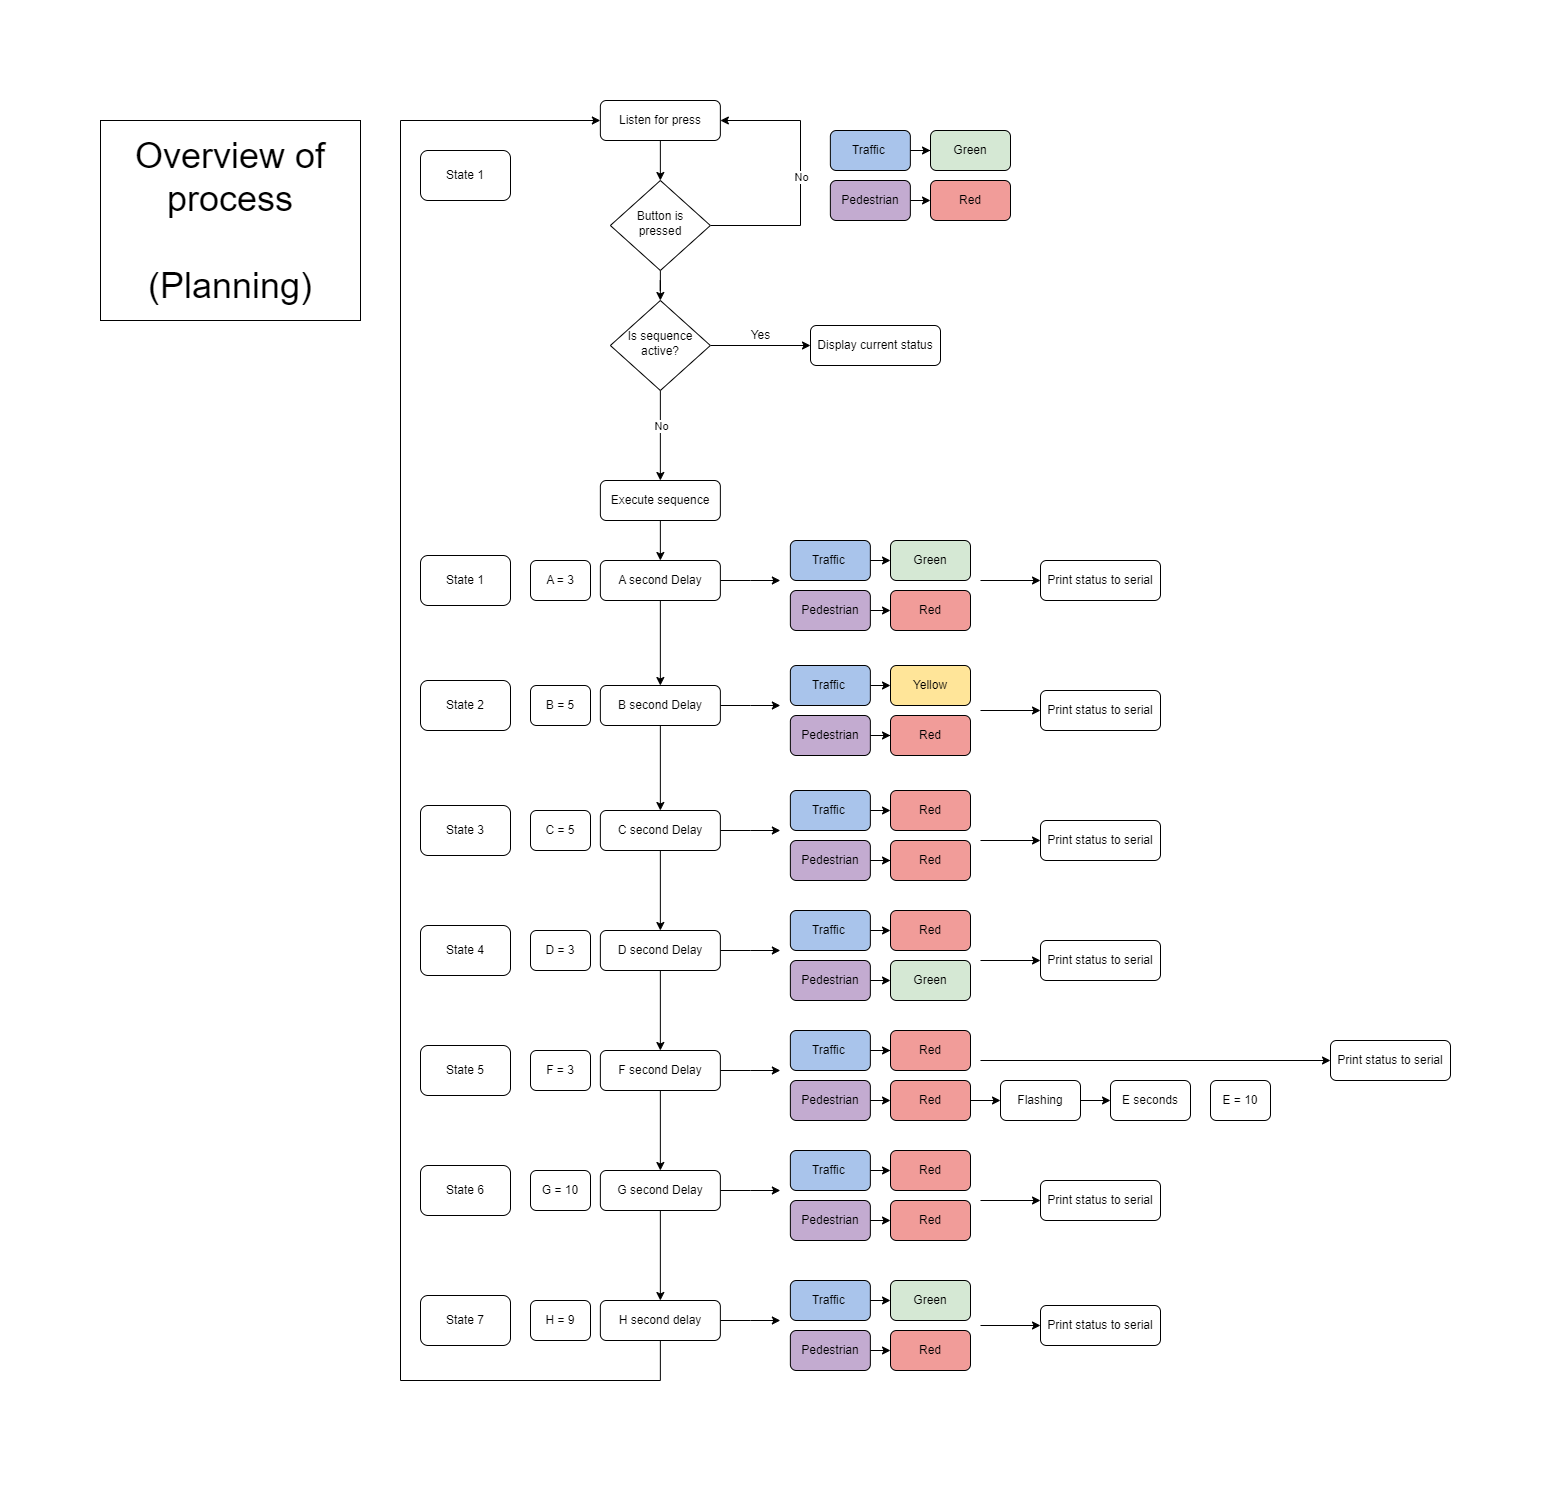 Overview of
process
(Planning)
Listen for press
State 1
No
Traffic
Green
Pedestrian
Red
Button is
pressed
Is sequence
active?
Yes
Display current status
No
Execute sequence
State 1
A = 3
A second Delay
Traffic
Green
Pedestrian
Red
Print status to serial
State 2
B = 5
B second Delay
Traffic
Yellow
Pedestrian
Red
Print status to serial
State 3
C = 5
C second Delay
Traffic
Red
Pedestrian
Red
Print status to serial
State 4
D = 3
D second Delay
Traffic
Red
Pedestrian
Green
Print status to serial
State 5
F = 3
F second Delay
Traffic
Red
Print status to serial
Pedestrian
Red
Flashing
E seconds
E = 10
State 6
G = 10
G second Delay
Traffic
Red
Pedestrian
Red
Print status to serial
State 7
H = 9
H second delay
Traffic
Green
Pedestrian
Red
Print status to serial